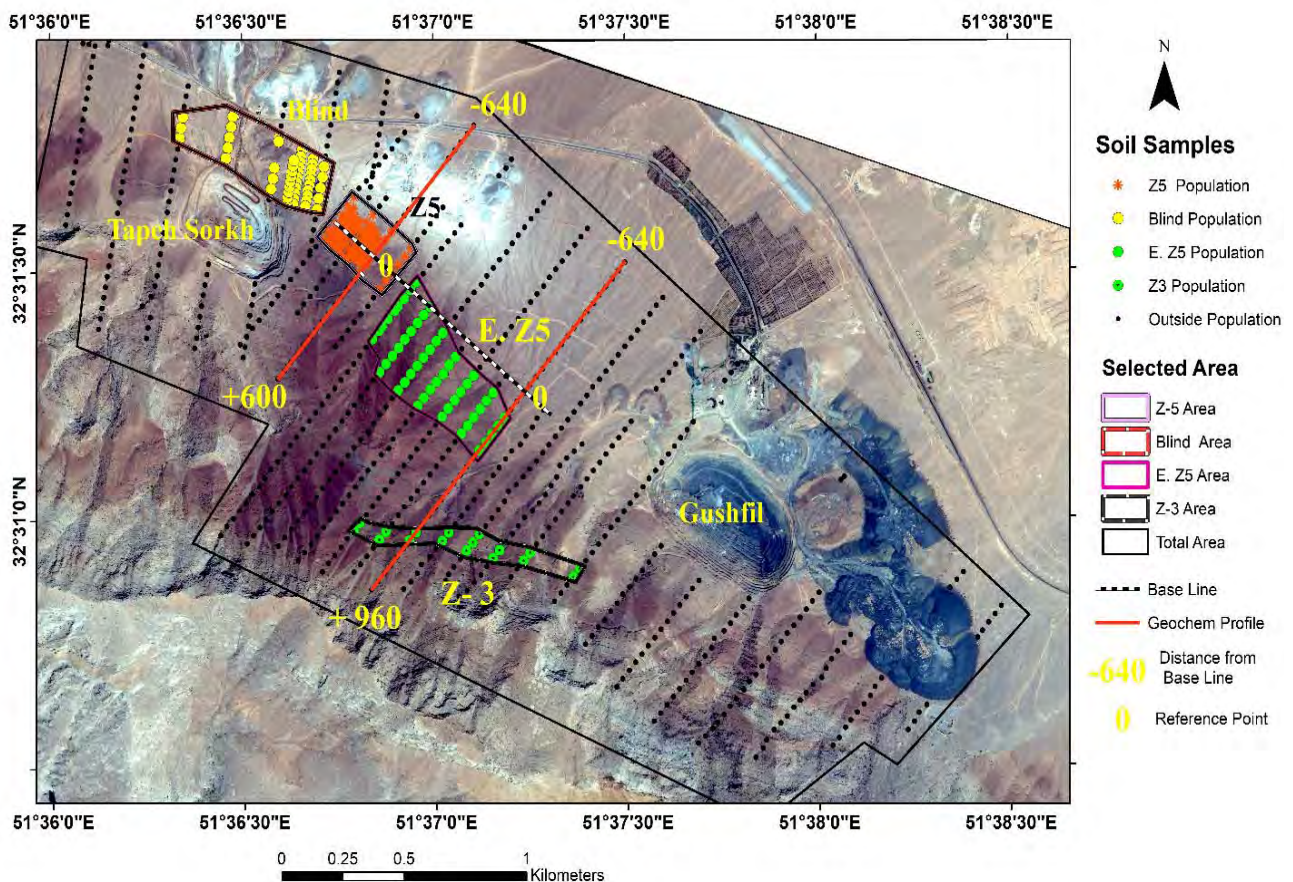 51°36'0"E 51°36'30"E 51°37'0"E 51°37'30"E 51°38'0"E 51°38'30"E
N
Blind
-640
Soil Samples
Z5 Population
Blind Population
E. Z5 Population
Z3 Population
Outside Population
Z5
Tapeh Sorkh
-640
0
32°31'30"N
E. Z5
+600
0
Selected Area
Z-5 Area
Blind Area
E. Z5 Area
Z-3 Area
Total Area
Gushfil
32°31'0"N
Z- 3
+ 960
Base Line
Geochem Profile
-640 Distance from
Base Line
0 Reference Point
51°36'0"E 51°36'30"E 51°37'0"E 51°37'30"E 51°38'0"E 51°38'30"E
0 0.25 0.5 1
Kilometers